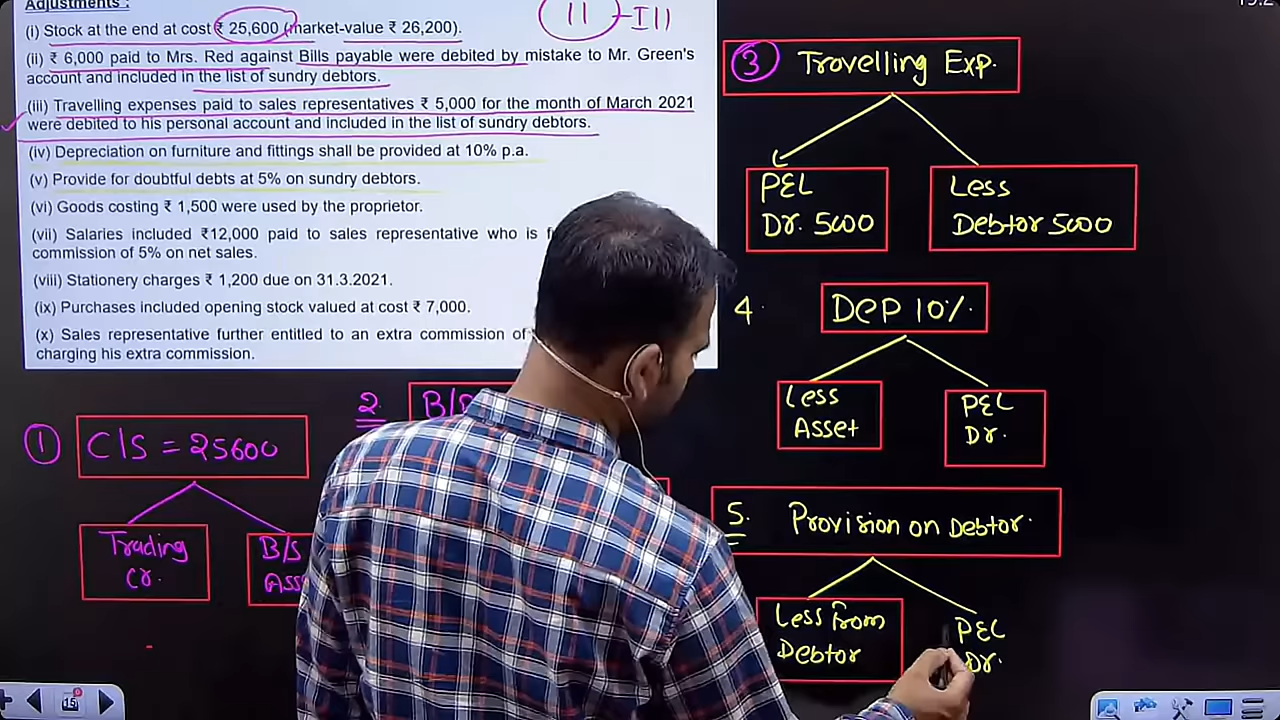 Adjustments :
(i) Stock at the end at cost ₹ 25,600 (market-value ₹ 26,200).
(ii) ₹ 6,000 paid to Mrs. Red against Bills payable were debited by mistake to Mr. Green's
account and included in the list of sundry debtors.
(iii) Travelling expenses paid to sales representatives ₹ 5,000 for the month of March 2021
were debited to his personal account and included in the list of sundry debtors.
(iv) Depreciation on furniture and fittings shall be provided at 10% p.a.
(v) Provide for doubtful debts at 5% on sundry debtors.
(vi) Goods costing ₹ 1,500 were used by the proprietor.
(vii) Salaries included ₹12,000 paid to sales representative who is
commission of 5% on net sales.
(viii) Stationery charges ₹ 1,200 due on 31.3.2021.
(ix) Purchases included opening stock valued at cost ₹ 7,000.
(x) Sales representative further entitled to an extra commission of
charging his extra commission.
11 - III
1 C/S = 25600
Trading
Cr.
B/S
Ass
2. B/S
3 Trovelling Exp.
P&L
Dr. 5000
Less
Debtor 5000
4. Dep 10%.
Less
Asset
P&L
Dr.
5. Provision on Debtor.
Less From
Debtor
P&L
Dr.
15